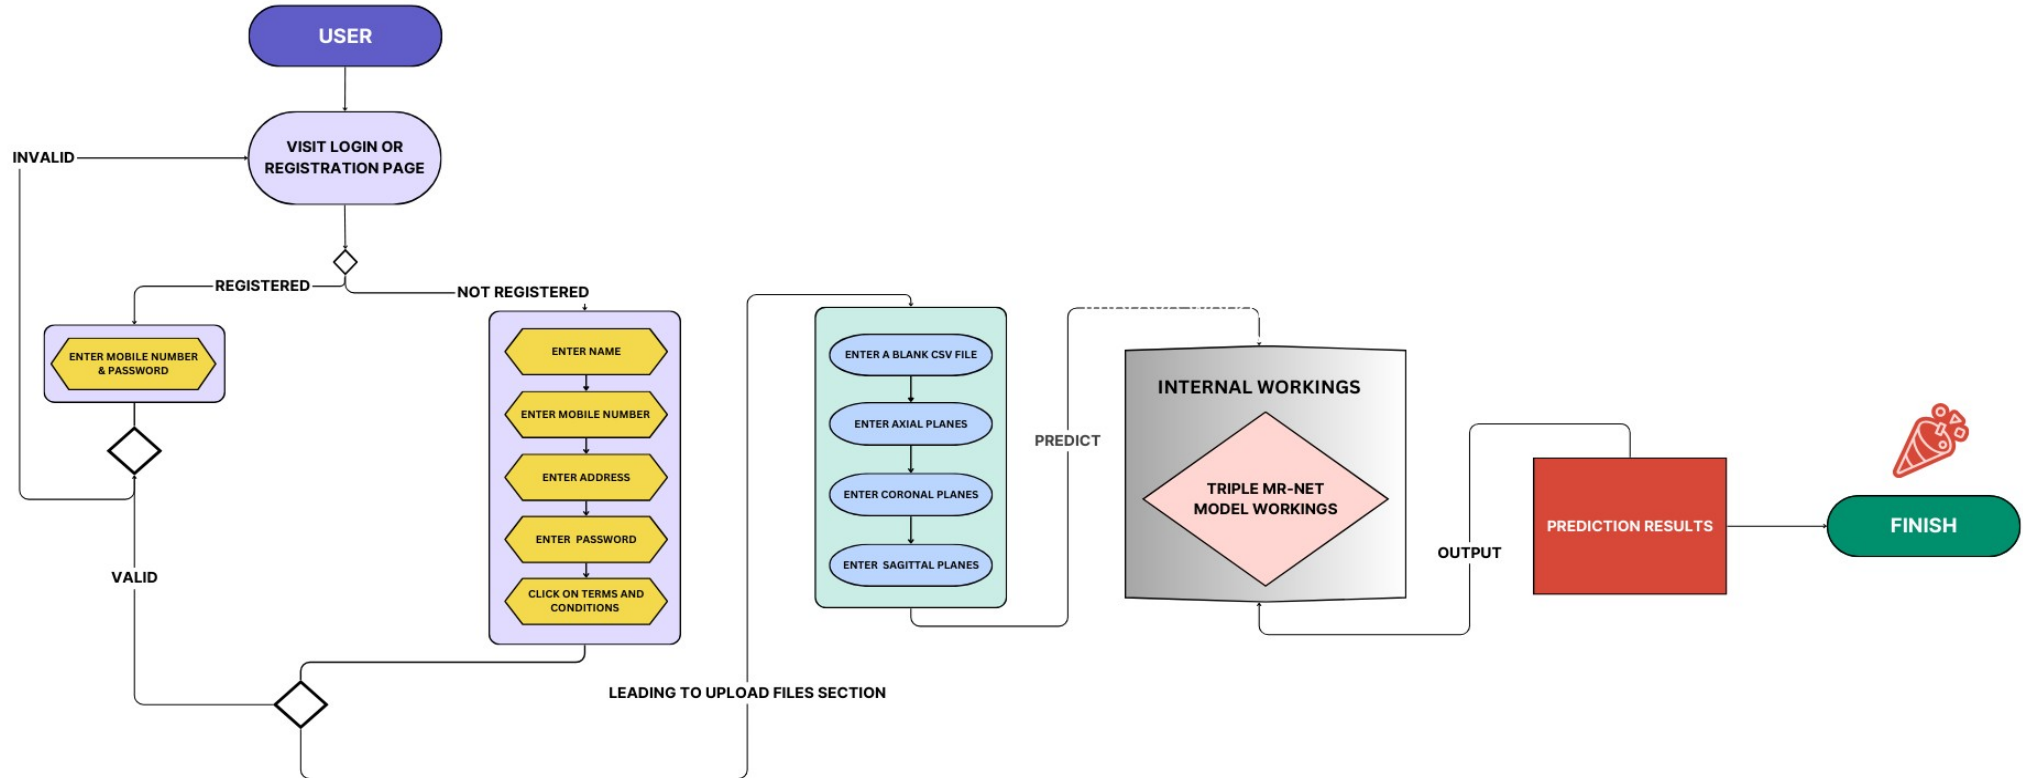 USER
VISIT LOGIN OR
REGISTRATION PAGE
INVALID
REGISTERED
NOT REGISTERED
ENTER MOBILE NUMBER
& PASSWORD
VALID
ENTER NAME
ENTER MOBILE NUMBER
ENTER ADDRESS
ENTER PASSWORD
CLICK ON TERMS AND
CONDITIONS
LEADING TO UPLOAD FILES SECTION
ENTER A BLANK CSV FILE
ENTER AXIAL PLANES
ENTER CORONAL PLANES
ENTER SAGITTAL PLANES
PREDICT
INTERNAL WORKINGS
TRIPLE MR-NET
MODEL WORKINGS
OUTPUT
PREDICTION RESULTS
FINISH